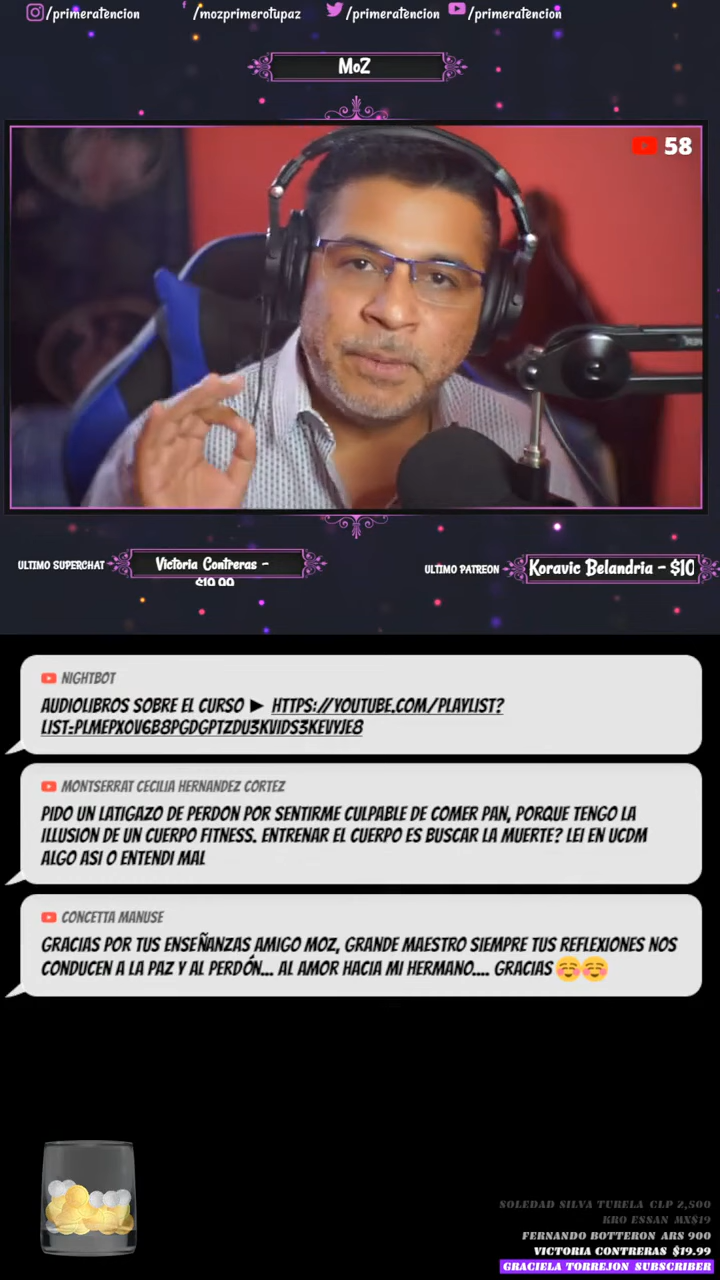 /primeratencion /mozprimerotupaz /primeratencion /primeratencion
MoZ
58
ULTIMO SUPERCHAT Victoria Contreras -
$19.99
ULTIMO PATREON Koravic Belandria - $10
NIGHTBOT
AUDIOLIBROS SOBRE EL CURSO ► HTTPS://YOUTUBE.COM/PLAYLIST?
LIST=PLMEPXOV6B8PGDGPTZDU3KVIIDS3KEVYJE8
MONTSERRAT CECILIA HERNANDEZ CORTEZ
PIDO UN LATIGAZO DE PERDON POR SENTIRME CULPABLE DE COMER PAN, PORQUE TENGO LA
ILLUSION DE UN CUERPO FITNESS. ENTRENAR EL CUERPO ES BUSCAR LA MUERTE? LEI EN UCDM
ALGO ASI O ENTENDI MAL
CONCETTA MANUSE
GRACIAS POR TUS ENSEÑANZAS AMIGO MOZ, GRANDE MAESTRO SIEMPRE TUS REFLEXIONES NOS
CONDUCEN A LA PAZ Y AL PERDÓN... AL AMOR HACIA MI HERMANO.... GRACIAS ☺️☺️
SOLEDAD SILVA TURELA CLP 2,500
KRO ESSAN MX$19
FERNANDO BOTTERON ARS 900
VICTORIA CONTRERAS $19.99
GRACIELA TORREJON SUBSCRIBER